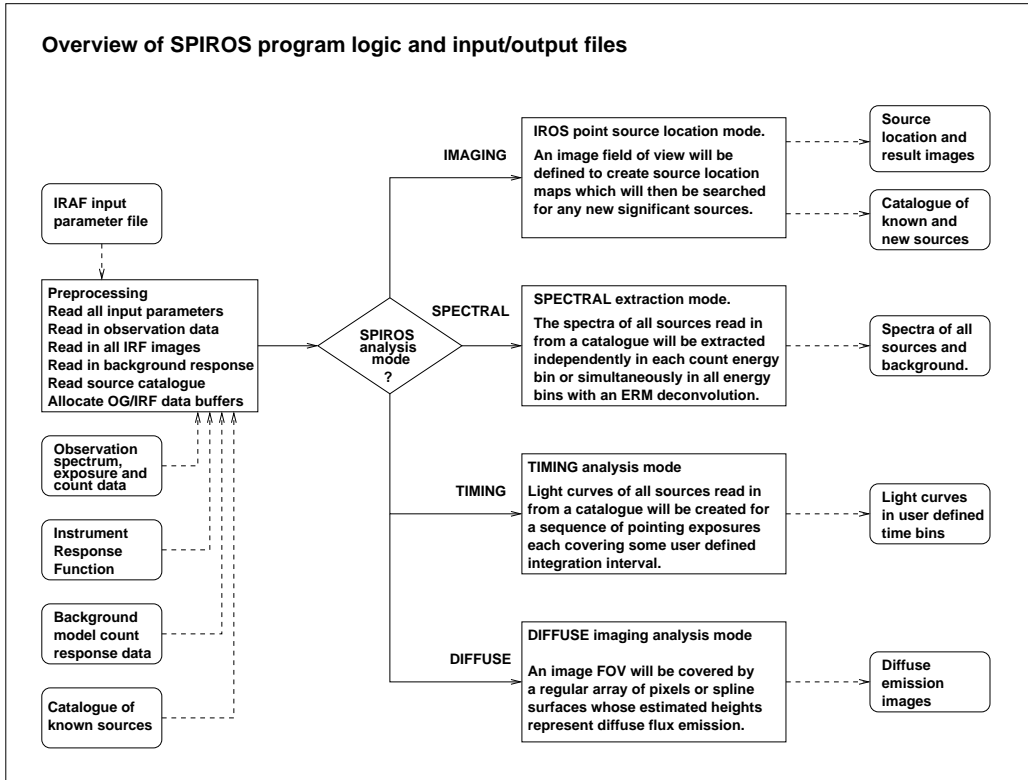 Overview of SPIROS program logic and input/output files
IRAF input
parameter file
Preprocessing
Read all input parameters
Read in observation data
Read in all IRF images
Read in background response
Read source catalogue
Allocate OG/IRF data buffers
Observation
spectrum,
exposure and
count data
Instrument
Response
Function
Background
model count
response data
Catalogue of
known sources
SPIROS
analysis
mode
?
IMAGING
IROS point source location mode.
An image field of view will be
defined to create source location
maps which will then be searched
for any new significant sources.
Source
location and
result images
Catalogue of
known and
new sources
SPECTRAL
SPECTRAL extraction mode.
The spectra of all sources read in
from a catalogue will be extracted
independently in each count energy
bin or simultaneously in all energy
bins with an ERM deconvolution.
Spectra of all
sources and
background.
TIMING
TIMING analysis mode
Light curves of all sources read in
from a catalogue will be created for
a sequence of pointing exposures
each covering some user defined
integration interval.
Light curves
in user defined
time bins
DIFFUSE
DIFFUSE imaging analysis mode
An image FOV will be covered by
a regular array of pixels or spline
surfaces whose estimated heights
represent diffuse flux emission.
Diffuse
emission
images